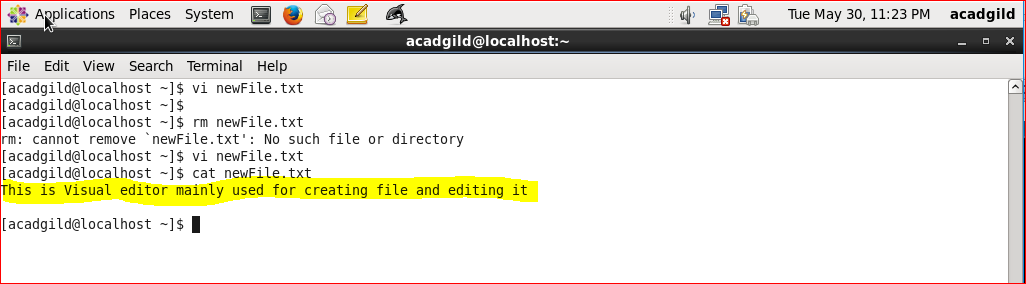 Applications Places System Tue May 30, 11:23 PM acadgild
acadgild@localhost:~
File Edit View Search Terminal Help
[acadgild@localhost ~]$ vi newFile.txt
[acadgild@localhost ~]$
[acadgild@localhost ~]$ rm newFile.txt
rm: cannot remove `newFile.txt': No such file or directory
[acadgild@localhost ~]$ vi newFile.txt
[acadgild@localhost ~]$ cat newFile.txt
This is Visual editor mainly used for creating file and editing it
[acadgild@localhost ~]$